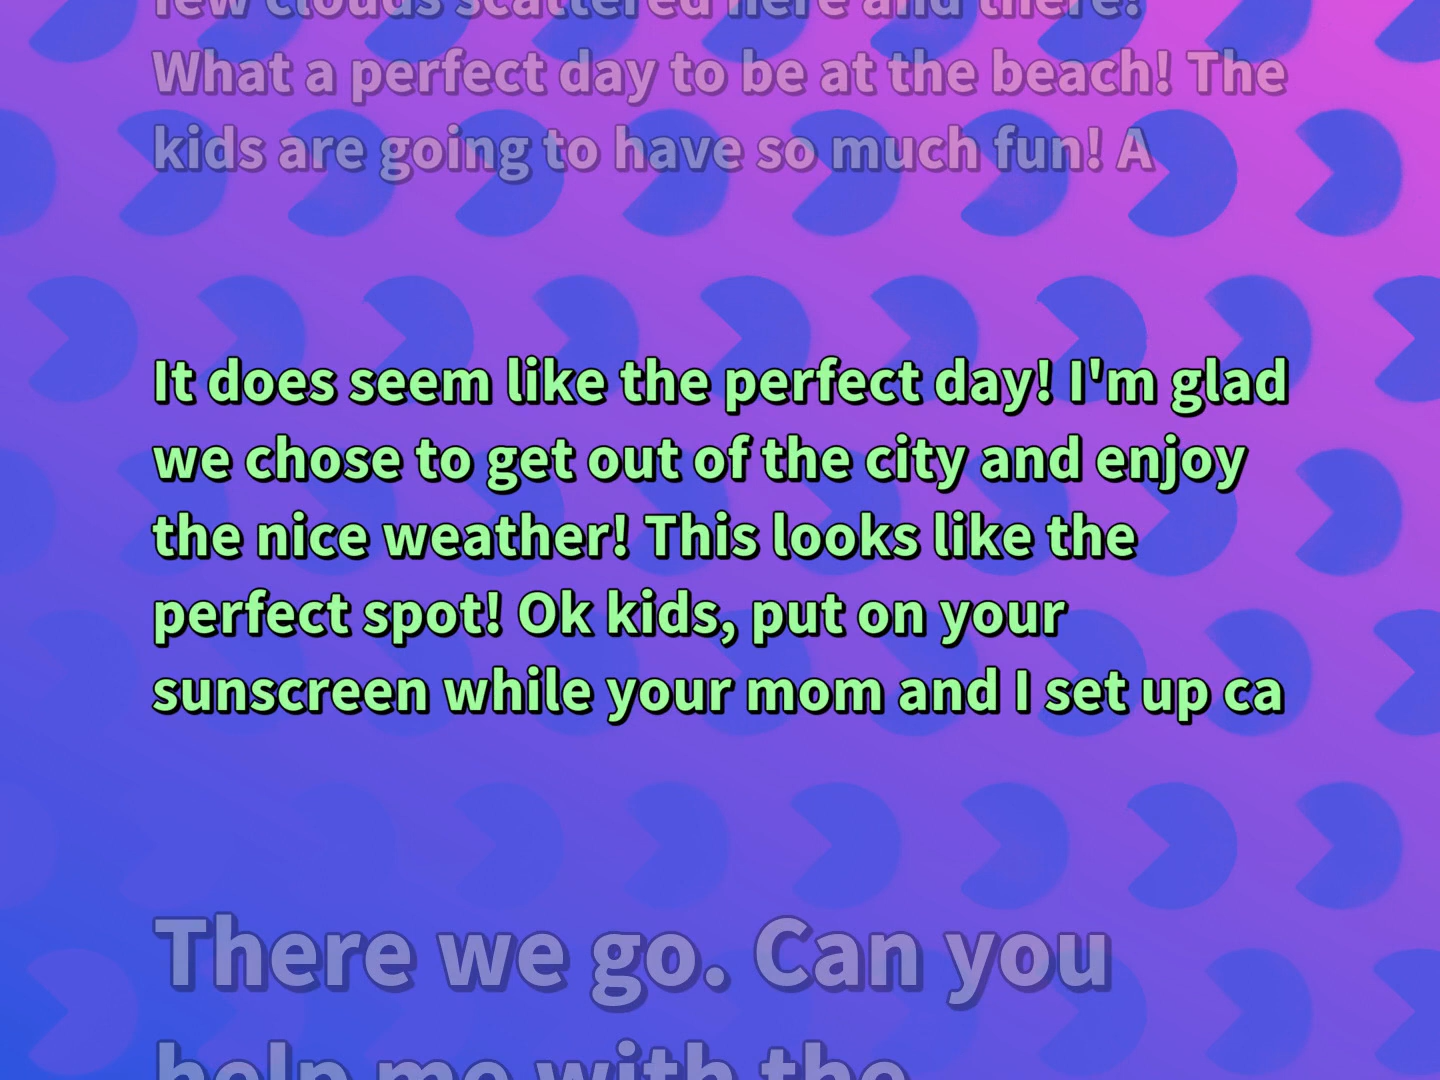 few clouds scattered here and there!
What a perfect day to be at the beach! The
kids are going to have so much fun! A
It does seem like the perfect day! I'm glad
we chose to get out of the city and enjoy
the nice weather! This looks like the
perfect spot! Ok kids, put on your
sunscreen while your mom and I set up ca
There we go. Can you
help me with the